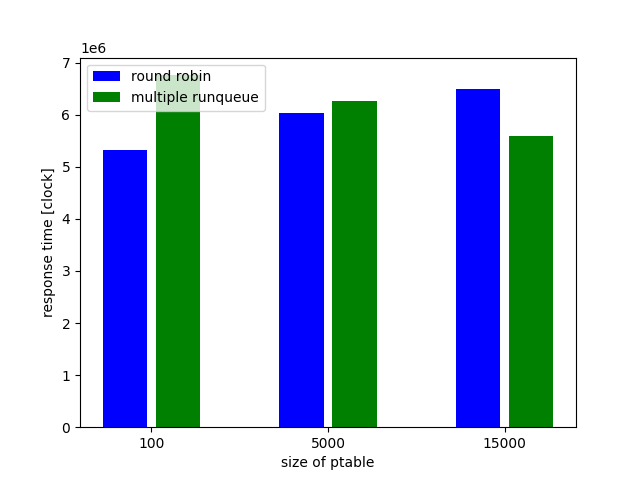 1e6
round robin
multiple runqueue
7
6
5
4
3
2
1
0
response time [clock]
100 5000 15000
size of ptable